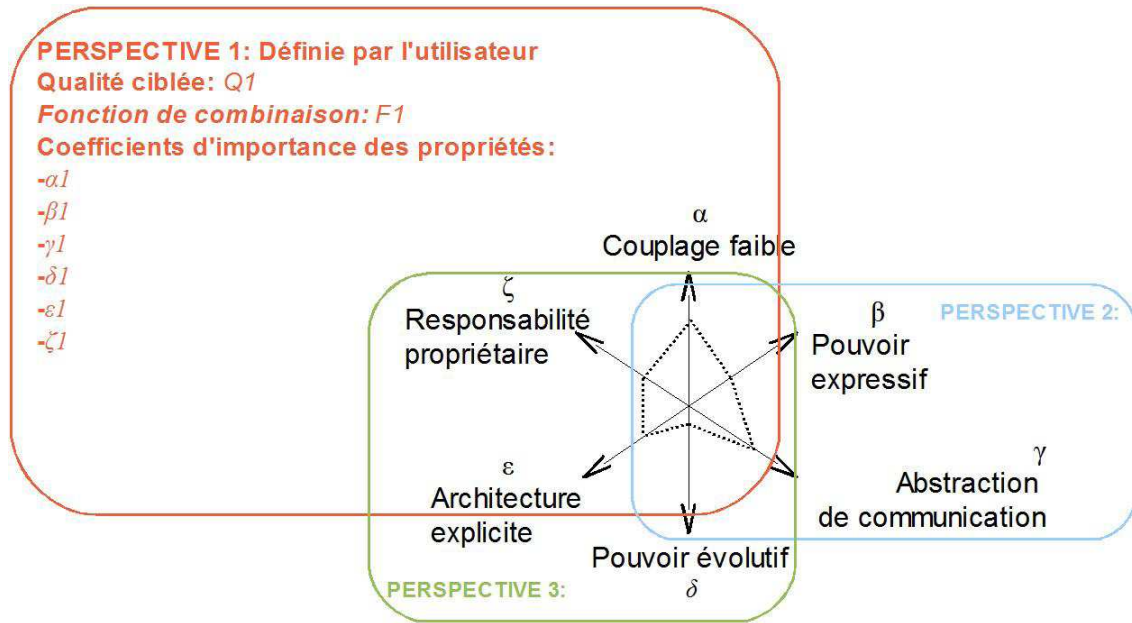 PERSPECTIVE 1: Définie par l'utilisateur
Qualité ciblée: Q1
Fonction de combinaison: F1
Coefficients d'importance des propriétés:
-α1
-β1
-γ1
-δ1
-ε1
-ζ1
α
Couplage faible
ζ
Responsabilité
propriétaire
PERSPECTIVE 2:
β
Pouvoir
expressif
ε
Architecture
explicite
γ
Abstraction
de communication
Pouvoir évolutif
δ
PERSPECTIVE 3: